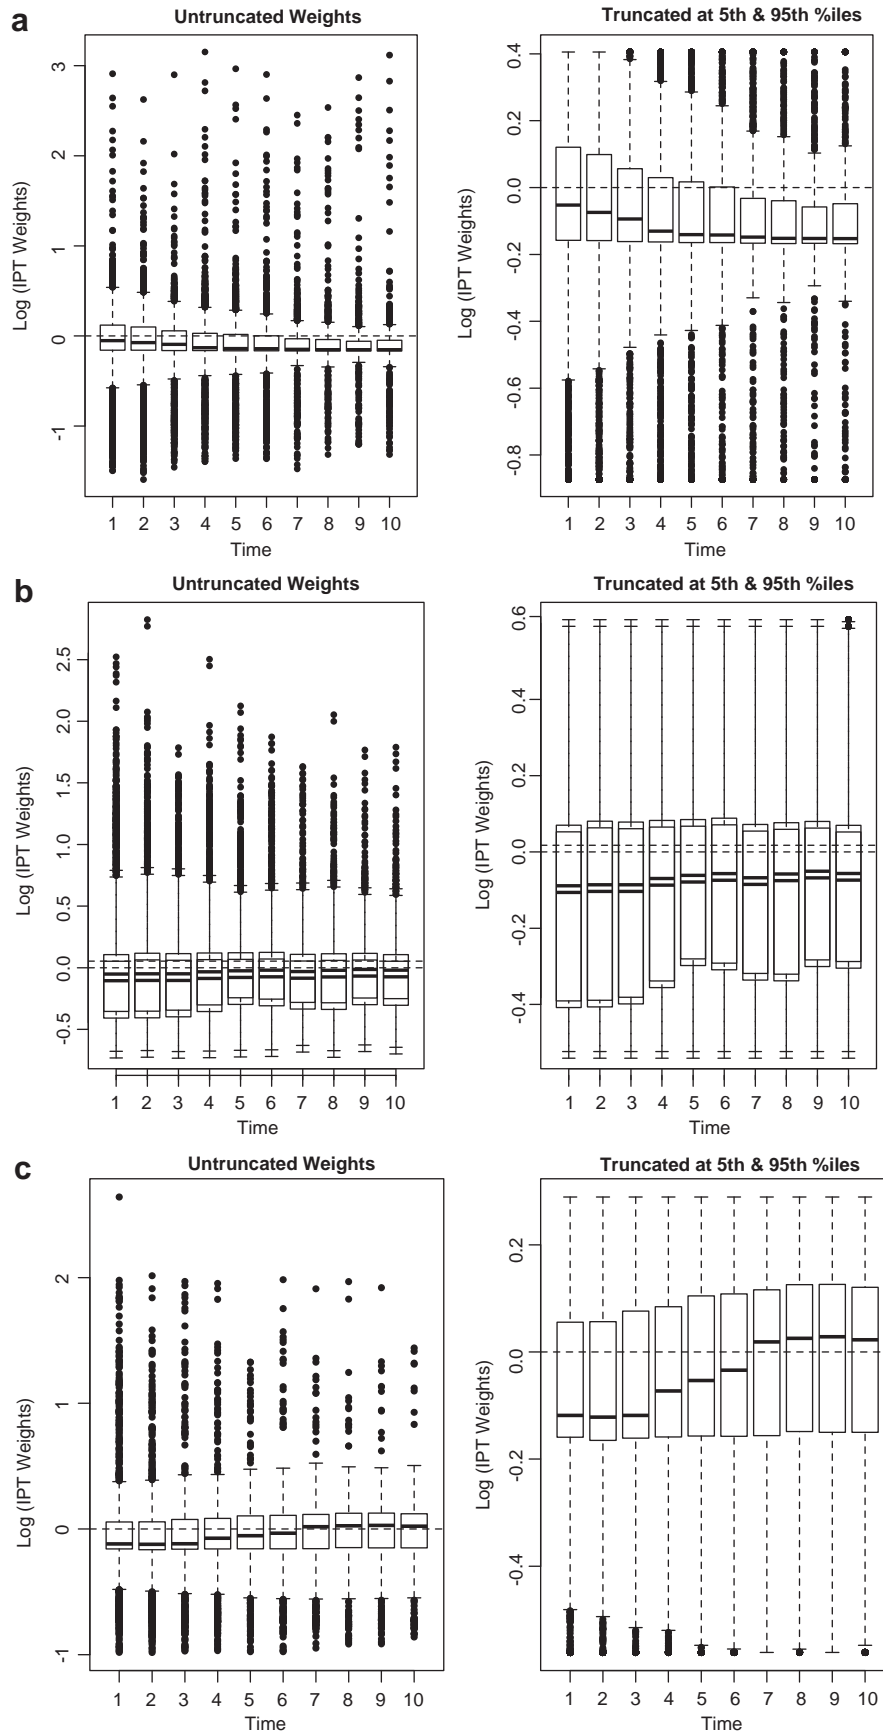 a
Untruncated Weights
Truncated at 5th & 95th %iles
Log (IPT Weights)
3
2
1
0
-1
1 2 3 4 5 6 7 8 9 10
Time
Log (IPT Weights)
0.4
0.2
0.0
-0.2
-0.4
-0.6
-0.8
1 2 3 4 5 6 7 8 9 10
Time
b
Untruncated Weights
Truncated at 5th & 95th %iles
Log (IPT Weights)
2.5
2.0
1.5
1.0
0.5
0.0
-0.5
1 2 3 4 5 6 7 8 9 10
Time
Log (IPT Weights)
0.6
0.4
0.2
0.0
-0.2
-0.4
1 2 3 4 5 6 7 8 9 10
Time
c
Untruncated Weights
Truncated at 5th & 95th %iles
Log (IPT Weights)
2
1
0
-1
1 2 3 4 5 6 7 8 9 10
Time
Log (IPT Weights)
0.2
0.0
-0.2
-0.4
1 2 3 4 5 6 7 8 9 10
Time